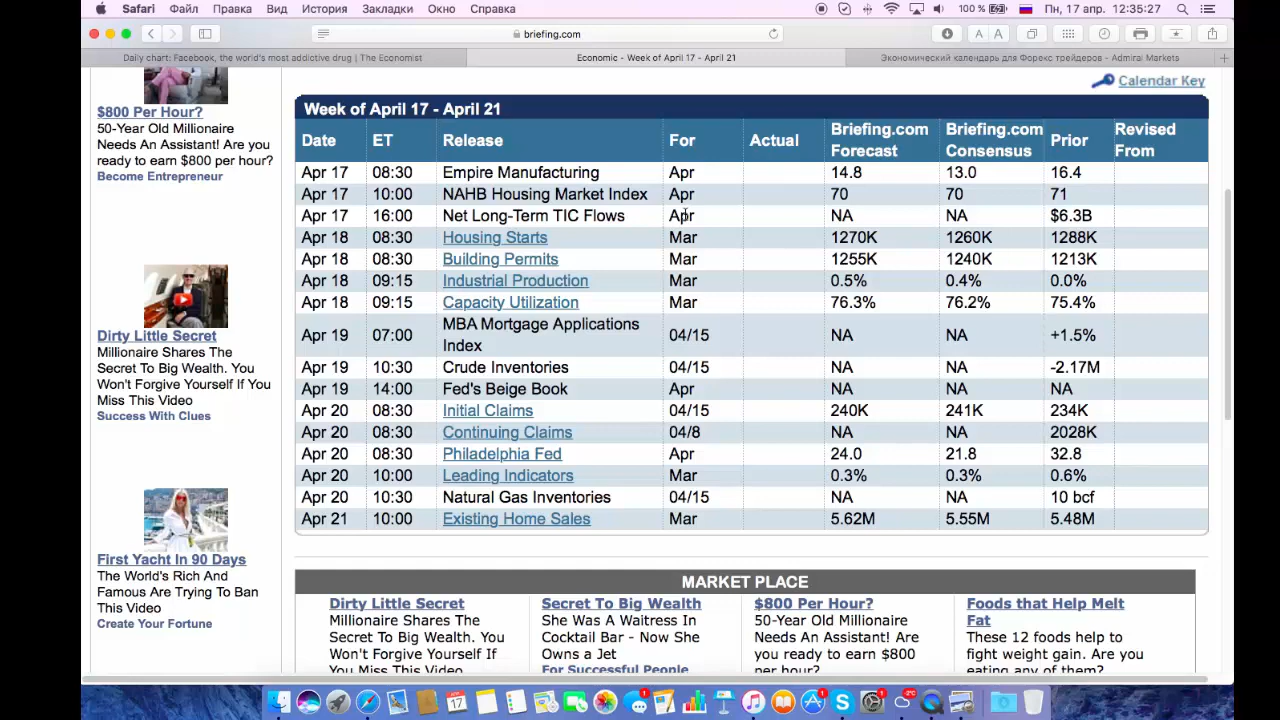 Safari Файл Правка Вид История Закладки Окно Справка 100 % Пн, 17 апр. 12:35:27
briefing.com
A A
Daily chart: Facebook, the world's most addictive drug | The Economist Economic - Week of April 17 - April 21 Экономический календарь для Форекс трейдеров - Admiral Markets
$800 Per Hour?
50-Year Old Millionaire
Needs An Assistant! Are you
ready to earn $800 per hour?
Become Entrepreneur
Dirty Little Secret
Millionaire Shares The
Secret To Big Wealth. You
Won't Forgive Yourself If You
Miss This Video
Success With Clues
First Yacht In 90 Days
The World's Rich And
Famous Are Trying To Ban
This Video
Create Your Fortune
Calendar Key
Week of April 17 - April 21
Date ET Release For Actual Briefing.com Forecast Briefing.com Consensus Prior Revised From
Apr 17 08:30 Empire Manufacturing Apr 14.8 13.0 16.4
Apr 17 10:00 NAHB Housing Market Index Apr 70 70 71
Apr 17 16:00 Net Long-Term TIC Flows Apr NA NA $6.3B
Apr 18 08:30 Housing Starts Mar 1270K 1260K 1288K
Apr 18 08:30 Building Permits Mar 1255K 1240K 1213K
Apr 18 09:15 Industrial Production Mar 0.5% 0.4% 0.0%
Apr 18 09:15 Capacity Utilization Mar 76.3% 76.2% 75.4%
Apr 19 07:00 MBA Mortgage Applications Index 04/15 NA NA +1.5%
Apr 19 10:30 Crude Inventories 04/15 NA NA -2.17M
Apr 19 14:00 Fed's Beige Book Apr NA NA NA
Apr 20 08:30 Initial Claims 04/15 240K 241K 234K
Apr 20 08:30 Continuing Claims 04/8 NA NA 2028K
Apr 20 08:30 Philadelphia Fed Apr 24.0 21.8 32.8
Apr 20 10:00 Leading Indicators Mar 0.3% 0.3% 0.6%
Apr 20 10:30 Natural Gas Inventories 04/15 NA NA 10 bcf
Apr 21 10:00 Existing Home Sales Mar 5.62M 5.55M 5.48M
MARKET PLACE
Dirty Little Secret
Millionaire Shares The
Secret To Big Wealth. You
Won't Forgive Yourself If
You Miss This Video
Secret To Big Wealth
She Was A Waitress In
Cocktail Bar - Now She
Owns a Jet
For Successful People
$800 Per Hour?
50-Year Old Millionaire
Needs An Assistant! Are
you ready to earn $800
per hour?
Foods that Help Melt
Fat
These 12 foods help to
fight weight gain. Are you
eating any of them?
17
1
1
1
-2°C